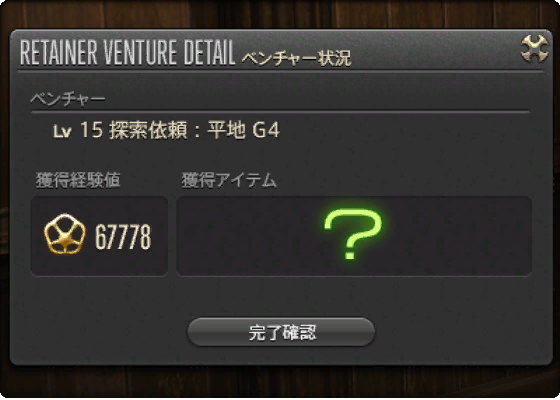 RETAINER VENTURE DETAIL ベンチャー状況
ベンチャー
Lv 15 探索依頼：平地 G4
獲得経験値 獲得アイテム
67778 ?
完了確認